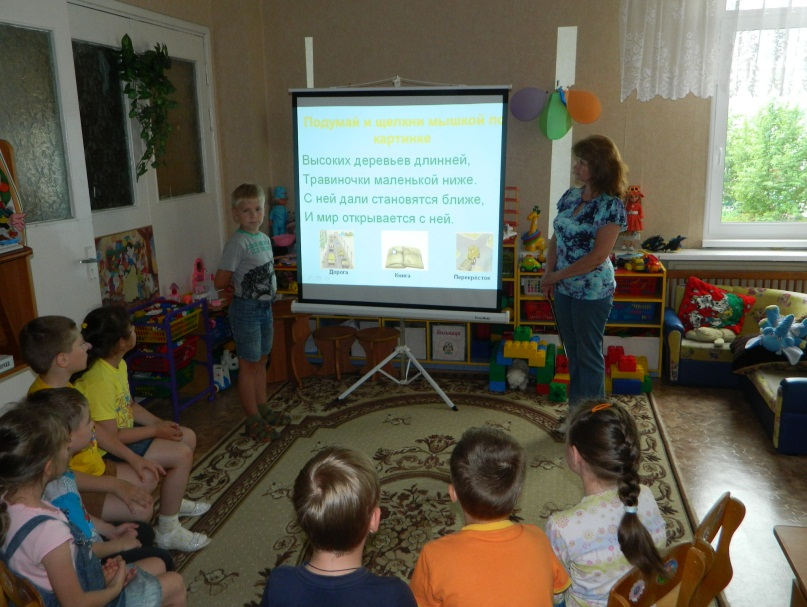 Подумай и щелкни мышкой по
картинке
Высоких деревьев длинней,
Травиночки маленькой ниже.
С ней дали становятся ближе,
И мир открывается с ней.
Дорога
Книга
Перекресток
Больница